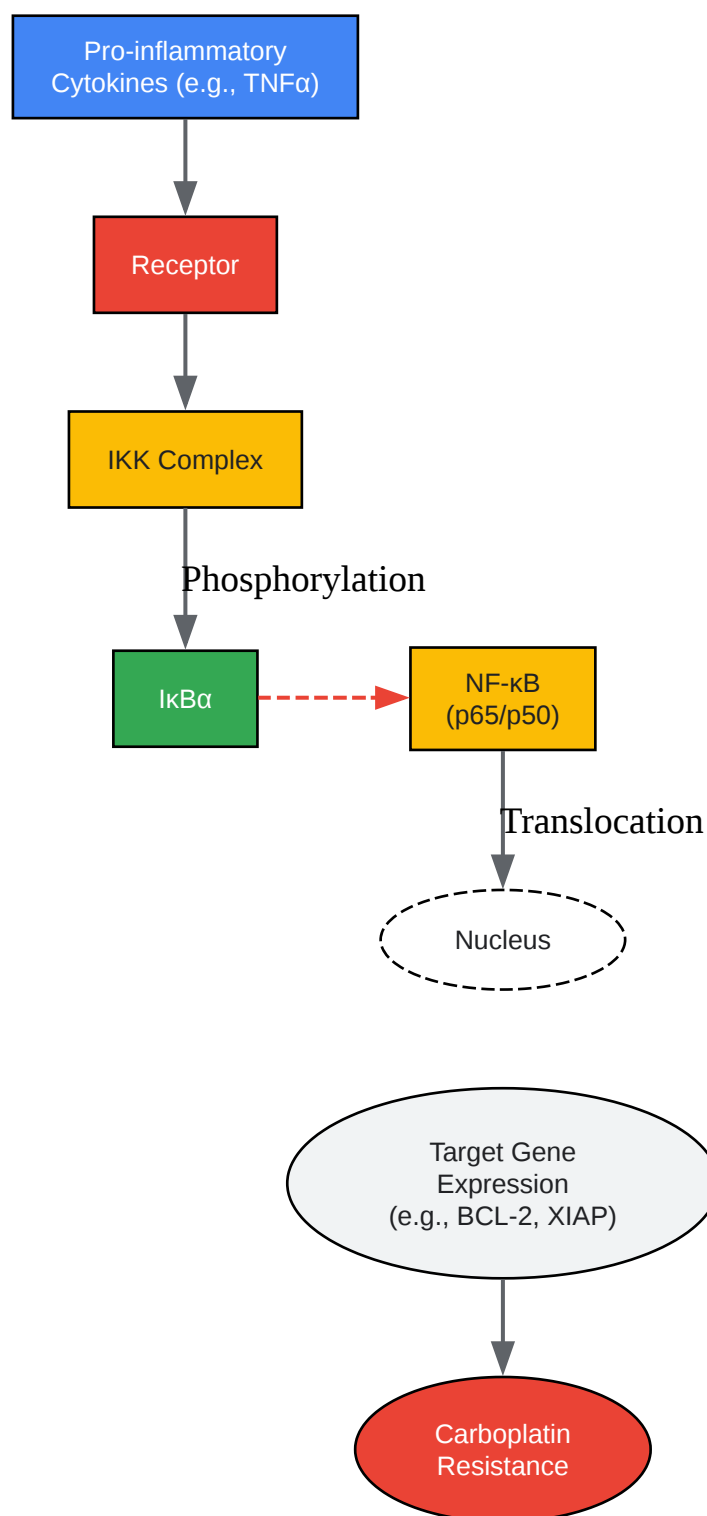 Pro-inflammatory
Cytokines (e.g., TNFα)
Receptor
IKK Complex
Phosphorylation
IκBα
NF-κB
(p65/p50)
Translocation
Nucleus
Target Gene
Expression
(e.g., BCL-2, XIAP)
Carboplatin
Resistance